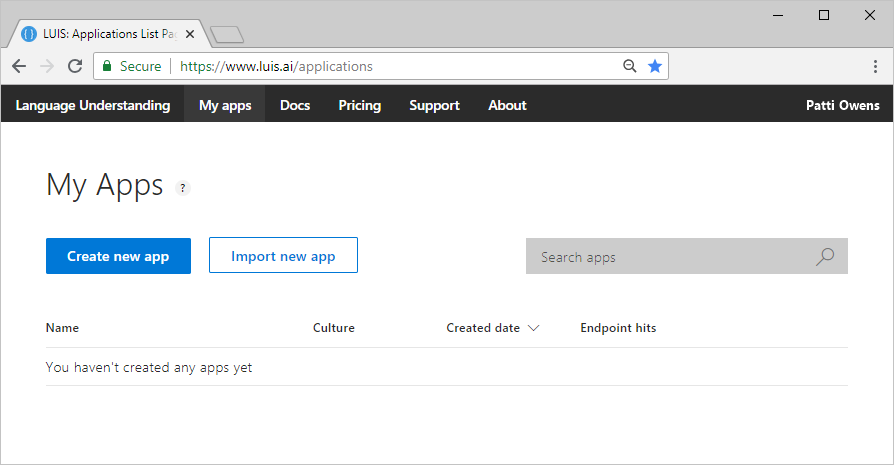 LUIS: Applications List Pag
Secure https://www.luis.ai/applications
Language Understanding My apps Docs Pricing Support About Patti Owens
My Apps ?
Create new app Import new app Search apps
Name Culture Created date Endpoint hits
You haven't created any apps yet